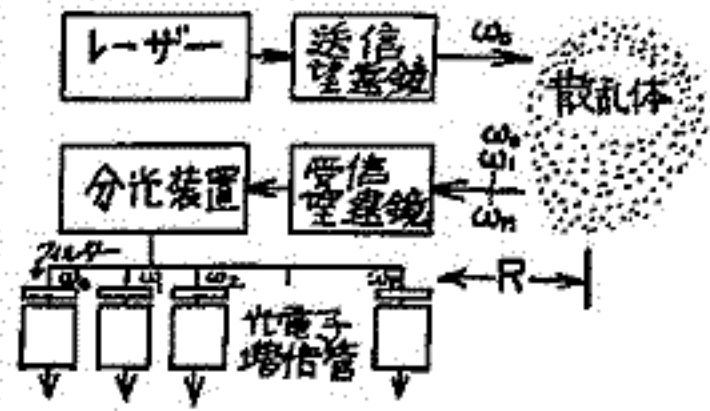 レーザー
送信
望遠鏡
ω₀
散乱体
分光装置
受信
望遠鏡
ω₀
ω₁
ωₙ
フィルター
ω₀
ω₁
ω₂
R
光電子
増倍管